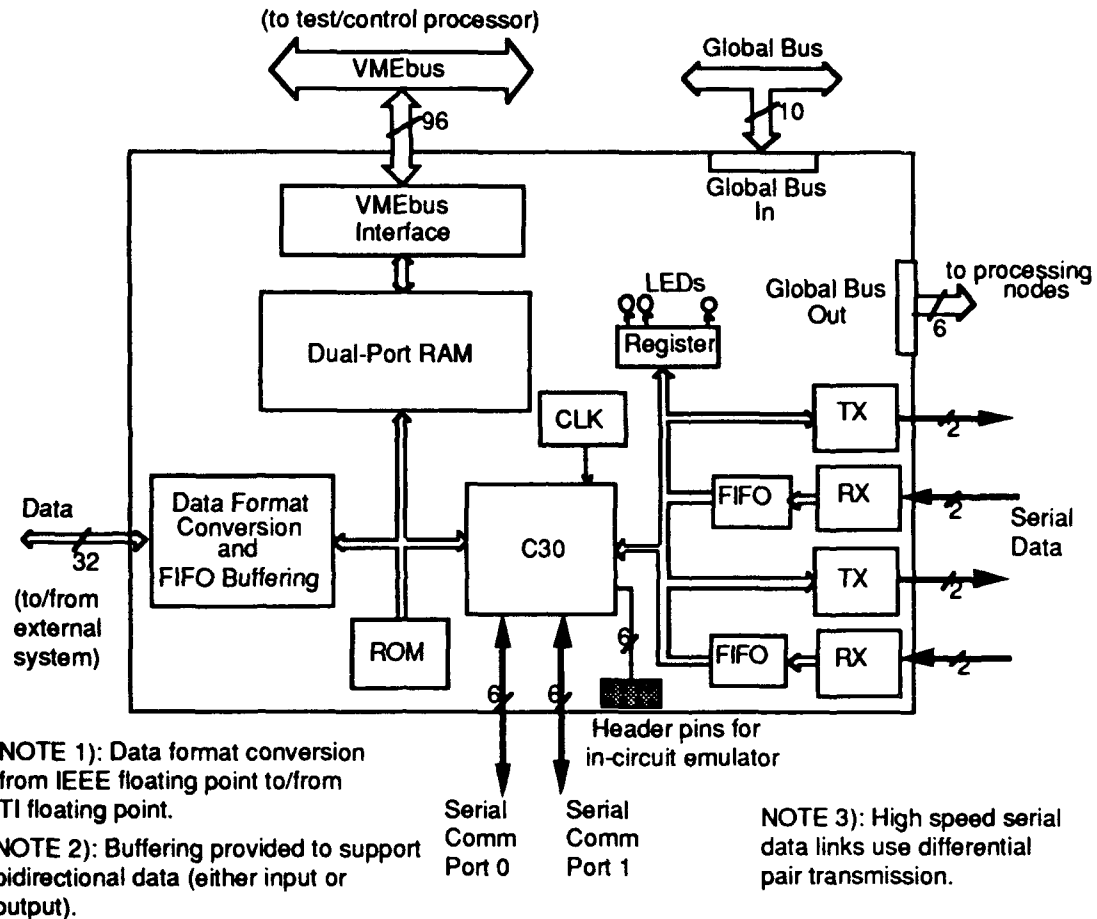 (to test/control processor)
VMEbus
96
Global Bus
10
Global Bus
In
VMEbus
Interface
Global Bus
Out
to processing
nodes
6
LEDs
Register
Dual-Port RAM
CLK
TX
2
Data
32
(to/from
external
system)
Data Format
Conversion
and
FIFO Buffering
C30
FIFO
RX
2
Serial
Data
TX
2
ROM
6
6
6
FIFO
RX
2
Header pins for
in-circuit emulator
Serial
Comm
Port 0
Serial
Comm
Port 1
NOTE 1): Data format conversion
from IEEE floating point to/from
TI floating point.
NOTE 2): Buffering provided to support
bidirectional data (either input or
output).
NOTE 3): High speed serial
data links use differential
pair transmission.